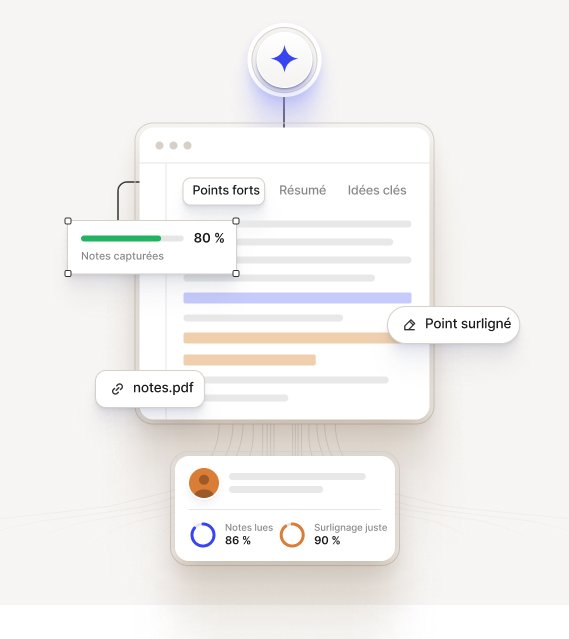 Points forts
Résumé
Idées clés
80 %
Notes capturées
Point surligné
notes.pdf
Notes lues
86 %
Surlignage juste
90 %